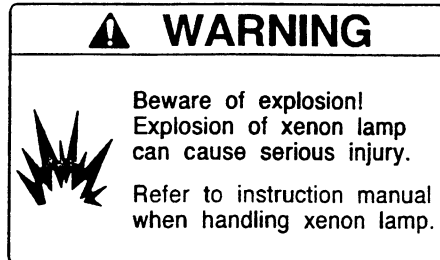 WARNING
Beware of explosion!
Explosion of xenon lamp
can cause serious injury.
Refer to instruction manual
when handling xenon lamp.